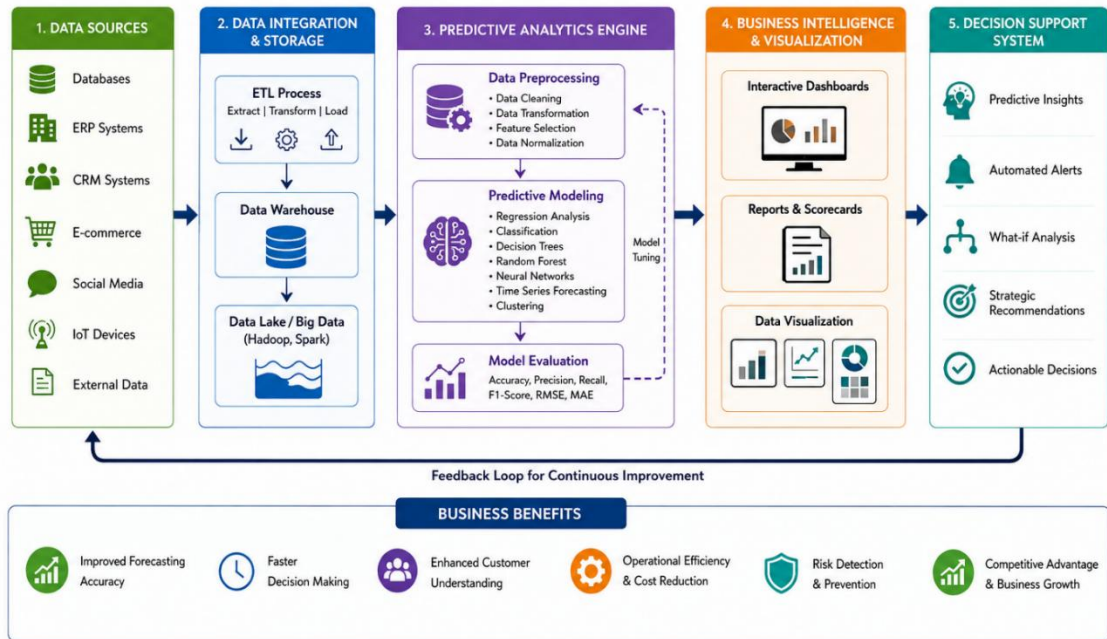 1. DATA SOURCES
Databases
ERP Systems
CRM Systems
E-commerce
Social Media
IoT Devices
External Data
2. DATA INTEGRATION
& STORAGE
ETL Process
Extract | Transform | Load
Data Warehouse
Data Lake / Big Data
(Hadoop, Spark)
3. PREDICTIVE ANALYTICS ENGINE
Data Preprocessing
• Data Cleaning
• Data Transformation
• Feature Selection
• Data Normalization
Predictive Modeling
• Regression Analysis
• Classification
• Decision Trees
• Random Forest
• Neural Networks
• Time Series Forecasting
• Clustering
Model Evaluation
Accuracy, Precision, Recall,
F1-Score, RMSE, MAE
Model
Tuning
4. BUSINESS INTELLIGENCE
& VISUALIZATION
Interactive Dashboards
Reports & Scorecards
Data Visualization
5. DECISION SUPPORT
SYSTEM
Predictive Insights
Automated Alerts
What-if Analysis
Strategic
Recommendations
Actionable Decisions
Feedback Loop for Continuous Improvement
BUSINESS BENEFITS
Improved Forecasting
Accuracy
Faster
Decision Making
Enhanced Customer
Understanding
Operational Efficiency
& Cost Reduction
Risk Detection
& Prevention
Competitive Advantage
& Business Growth